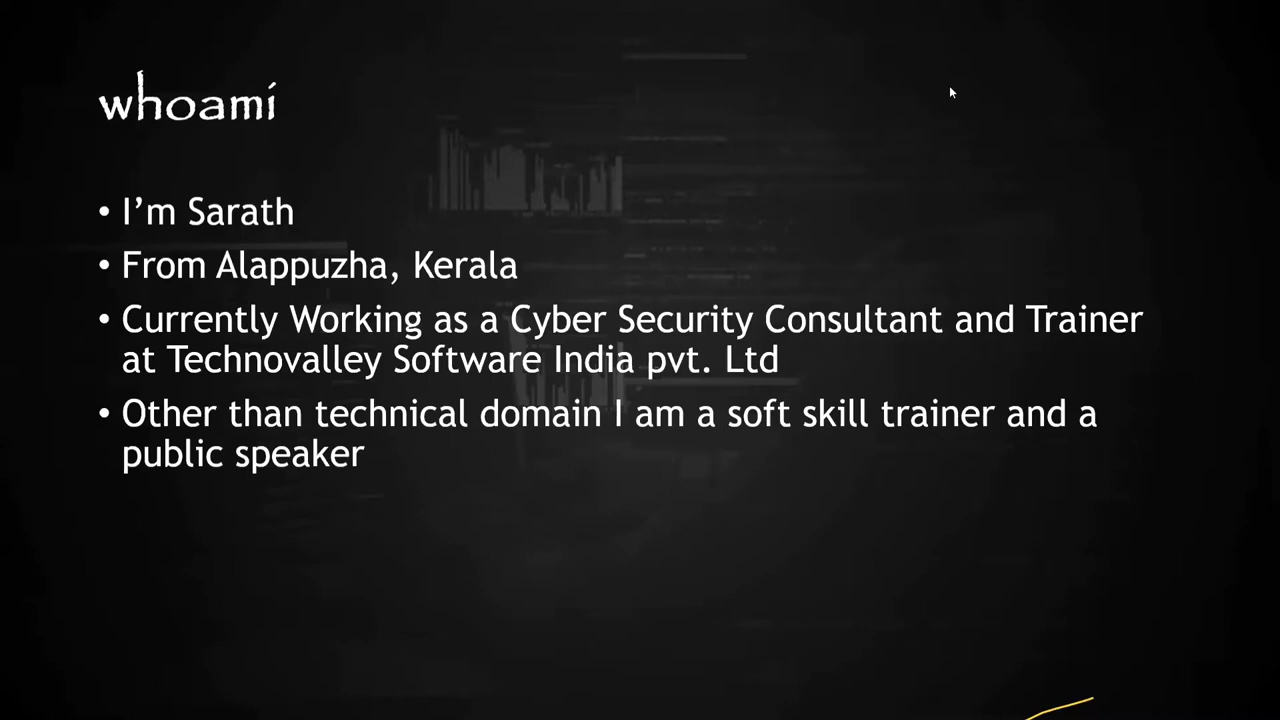 whoami
• I’m Sarath
• From Alappuzha, Kerala
• Currently Working as a Cyber Security Consultant and Trainer
at Technovalley Software India pvt. Ltd
• Other than technical domain I am a soft skill trainer and a
public speaker